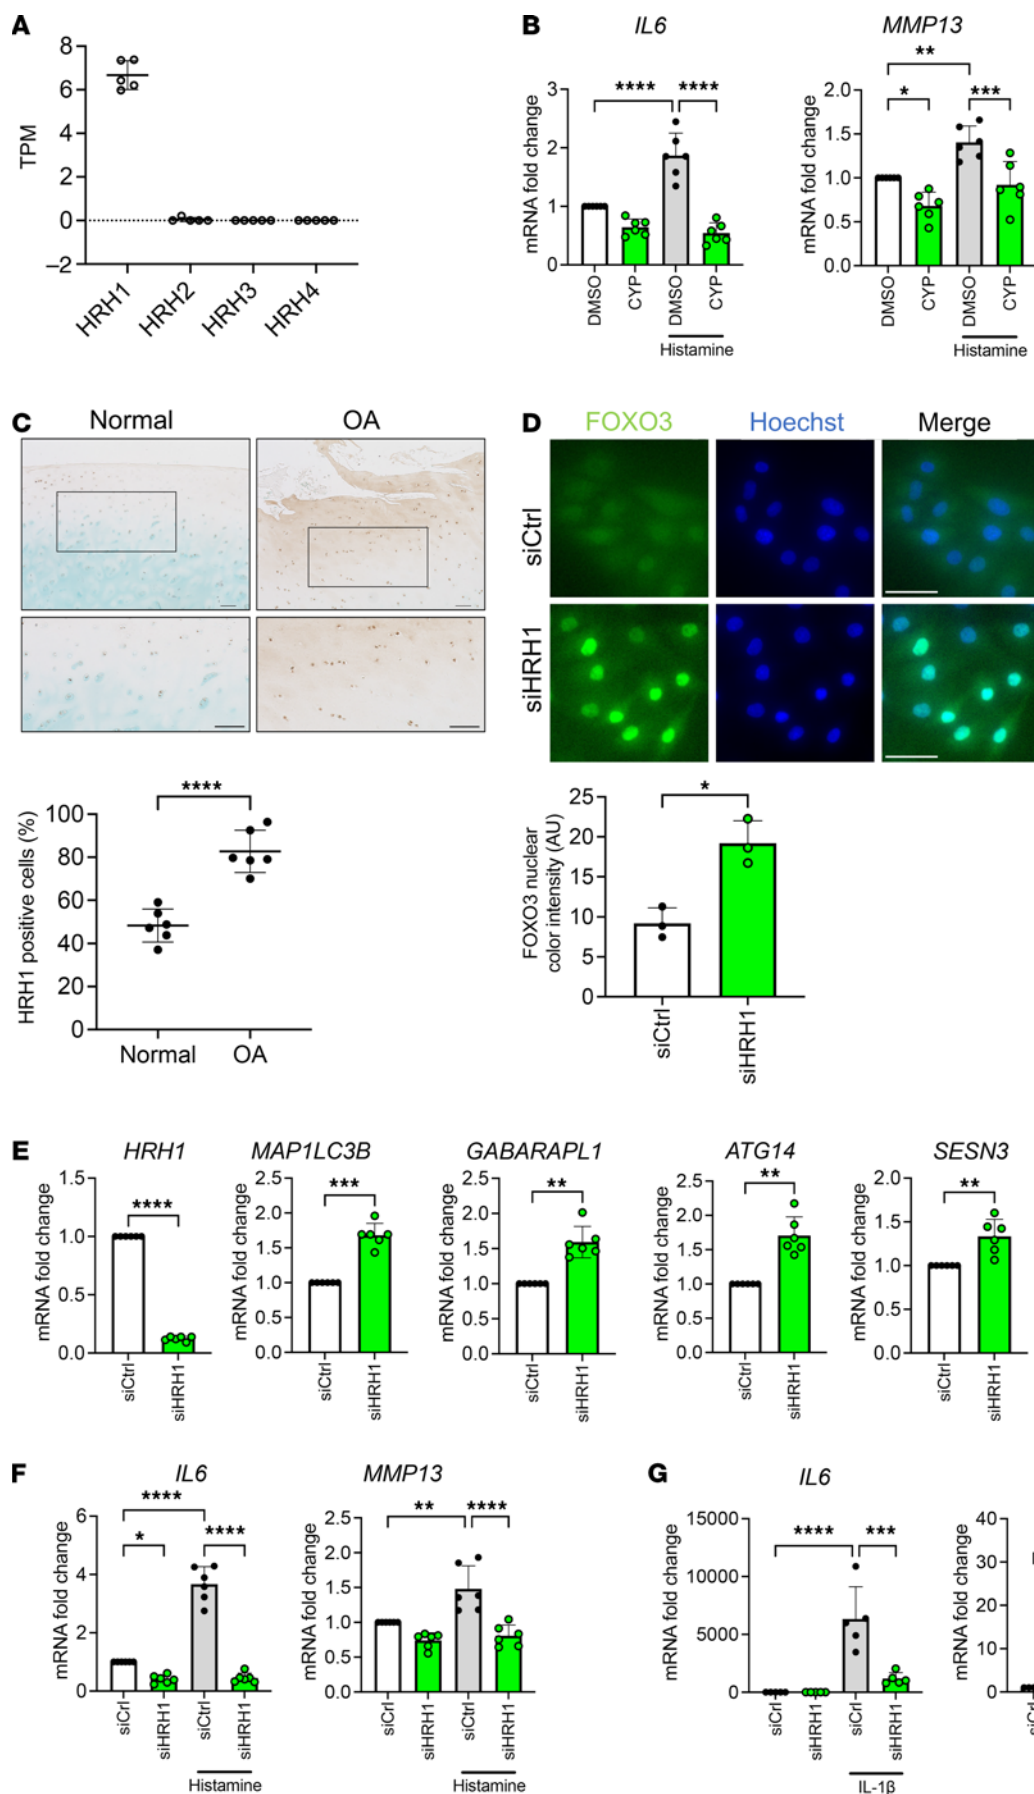 A
TPM
8
6
4
2
0
−2
HRH1
HRH2
HRH3
HRH4
B
IL6
mRNA fold change
3
2
1
0
****
****
DMSO
CYP
DMSO
CYP
Histamine
MMP13
mRNA fold change
2.0
1.5
1.0
0.5
0.0
**
*
***
DMSO
CYP
DMSO
CYP
Histamine
C
Normal
OA
HRH1 positive cells (%)
100
80
60
40
20
0
****
Normal
OA
D
FOXO3
Hoechst
Merge
siCtrl
siHRH1
FOXO3 nuclear
color intensity (AU)
25
20
15
10
5
0
*
siCtrl
siHRH1
E
HRH1
mRNA fold change
1.5
1.0
0.5
0.0
****
siCtrl
siHRH1
MAP1LC3B
mRNA fold change
2.5
2.0
1.5
1.0
0.5
0.0
***
siCtrl
siHRH1
GABARAPL1
mRNA fold change
2.5
2.0
1.5
1.0
0.5
0.0
**
siCtrl
siHRH1
ATG14
mRNA fold change
2.5
2.0
1.5
1.0
0.5
0.0
**
siCtrl
siHRH1
SESN3
mRNA fold change
2.0
1.5
1.0
0.5
0.0
**
siCtrl
siHRH1
F
IL6
mRNA fold change
6
4
2
0
****
*
****
siCrl
siHRH1
siCtrl
siHRH1
Histamine
MMP13
mRNA fold change
2.5
2.0
1.5
1.0
0.5
0.0
**
****
siCtrl
siHRH1
siCtrl
siHRH1
Histamine
G
IL6
mRNA fold change
15000
10000
5000
0
****
***
siCrl
siHRH1
siCrl
siHRH1
IL-1β
mRNA fold change
40
30
20
10
0